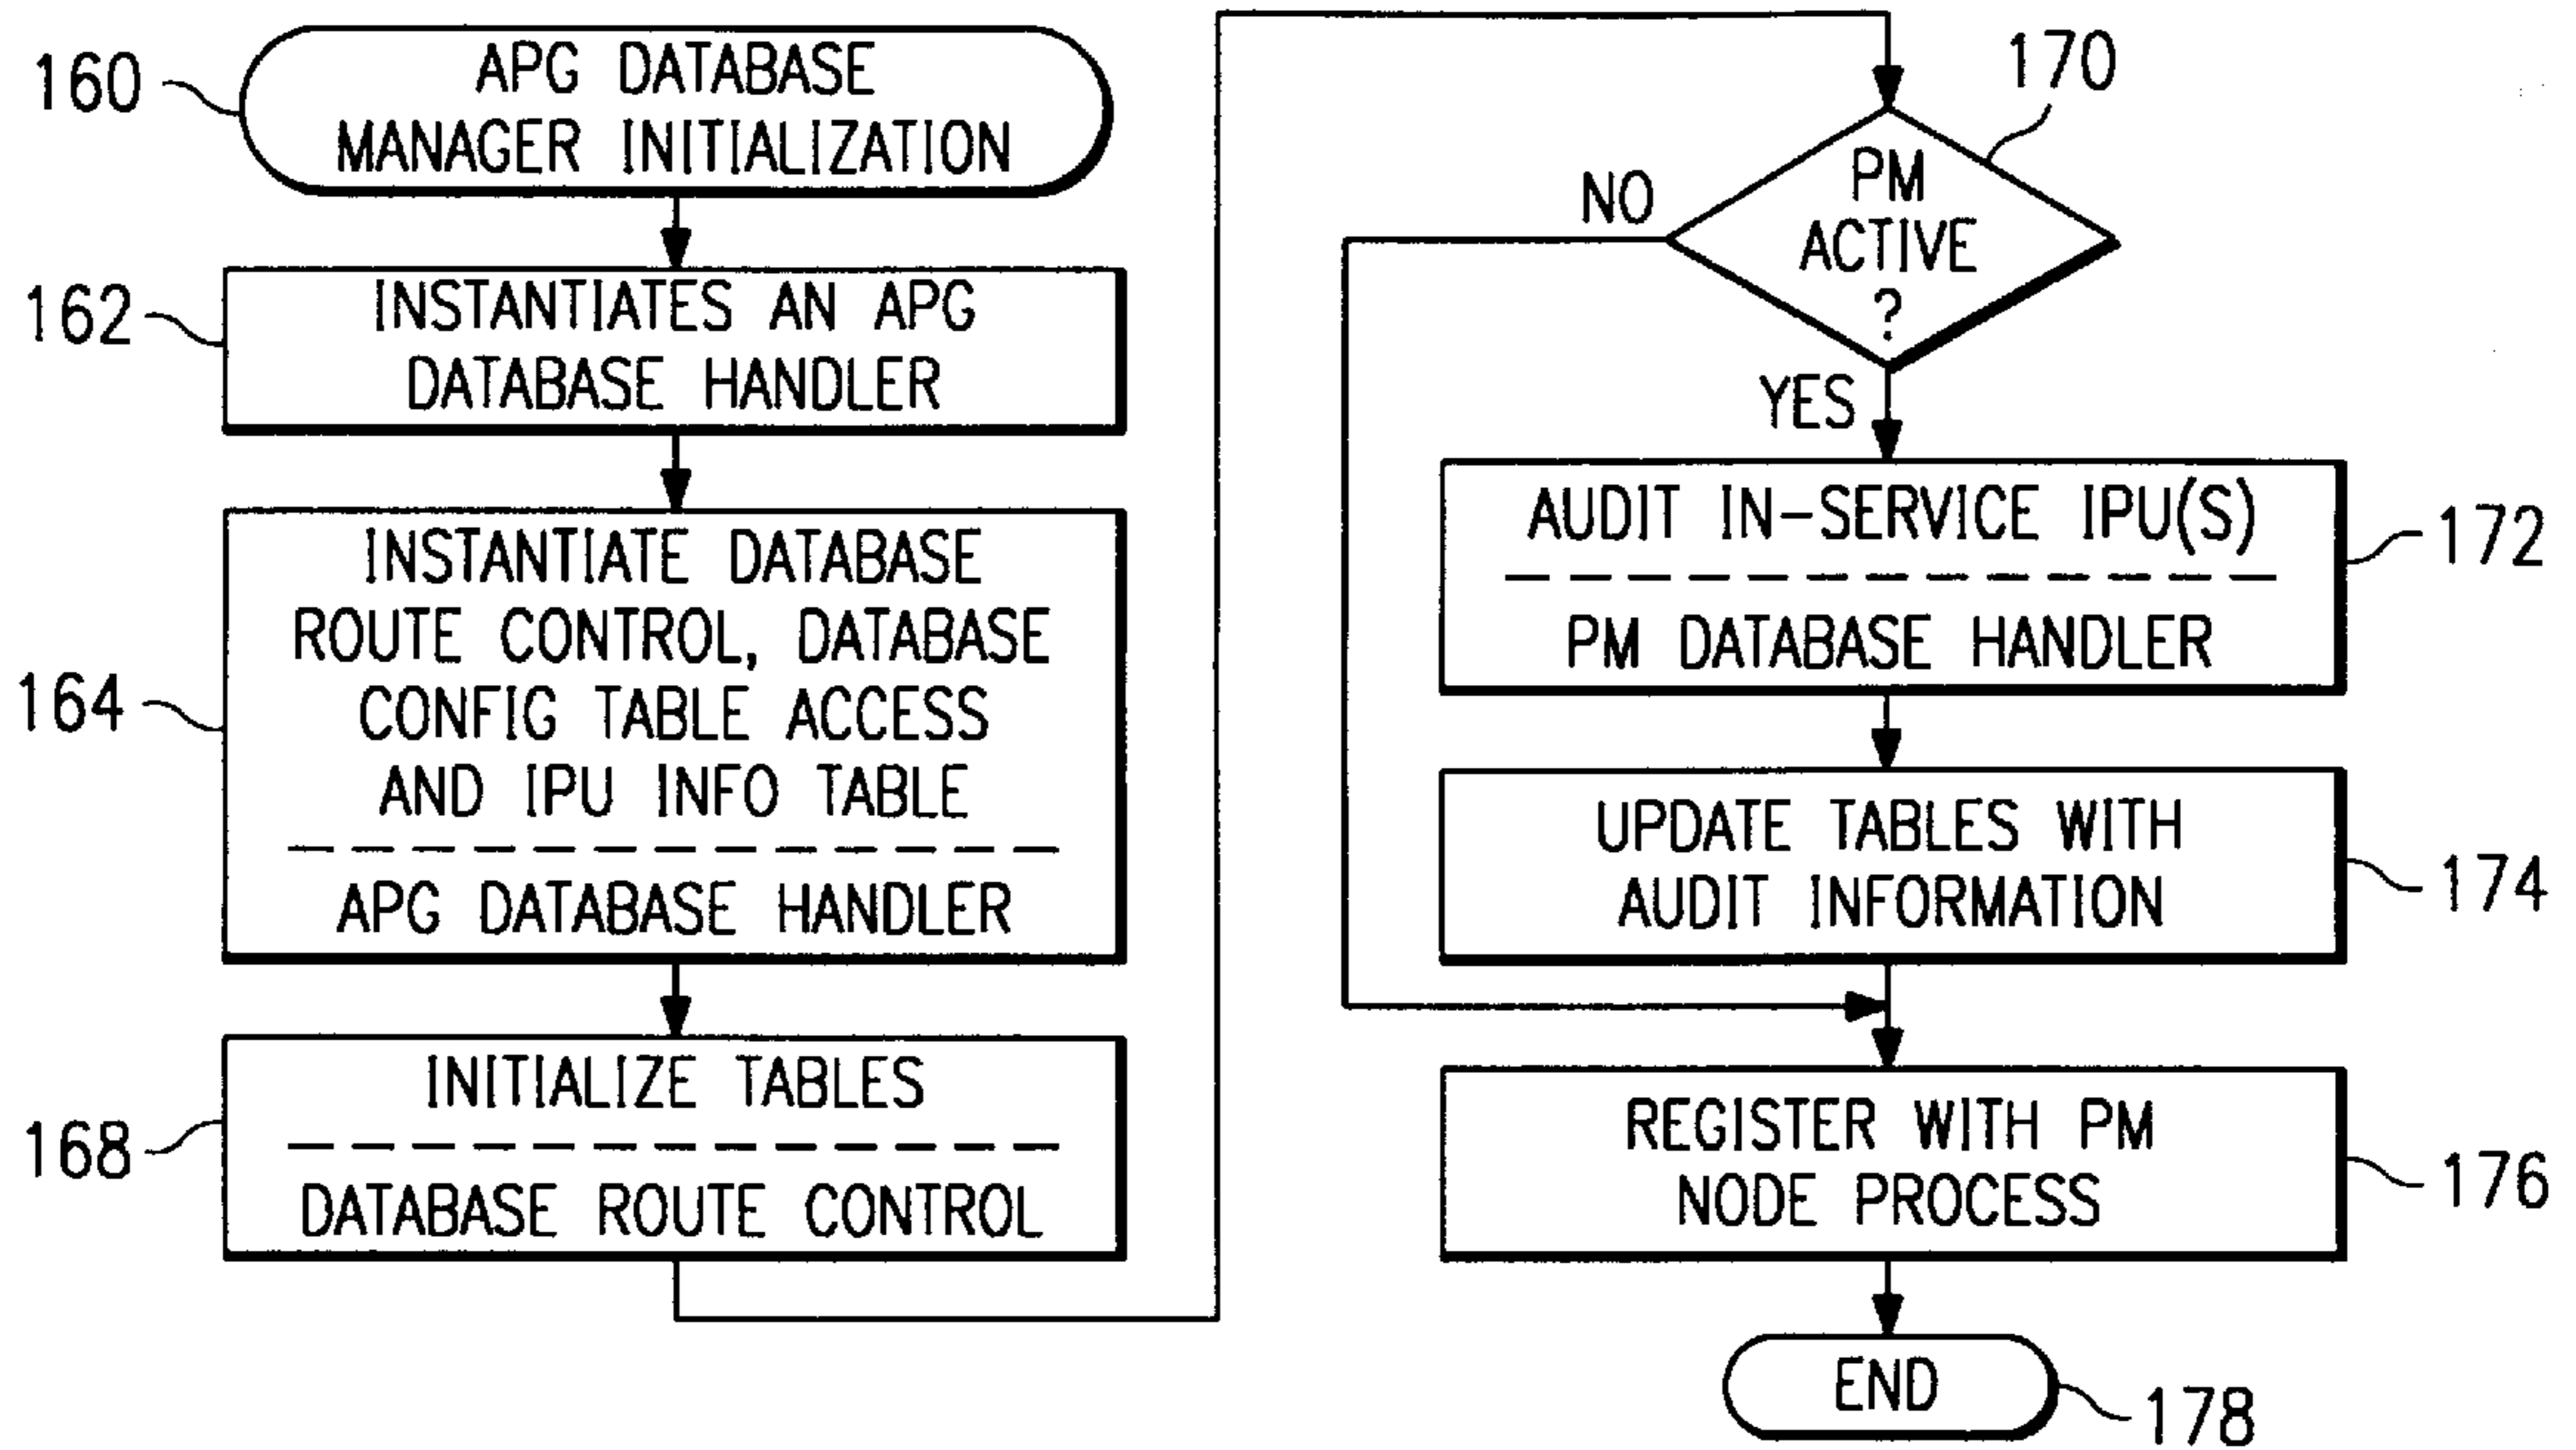 160
APG DATABASE
MANAGER INITIALIZATION
162
INSTANTIATES AN APG
DATABASE HANDLER
164
INSTANTIATE DATABASE
ROUTE CONTROL, DATABASE
CONFIG TABLE ACCESS
AND IPU INFO TABLE
APG DATABASE HANDLER
168
INITIALIZE TABLES
DATABASE ROUTE CONTROL
170
PM
ACTIVE
?
NO
YES
AUDIT IN-SERVICE IPU(S)
PM DATABASE HANDLER
172
UPDATE TABLES WITH
AUDIT INFORMATION
174
REGISTER WITH PM
NODE PROCESS
176
END
178